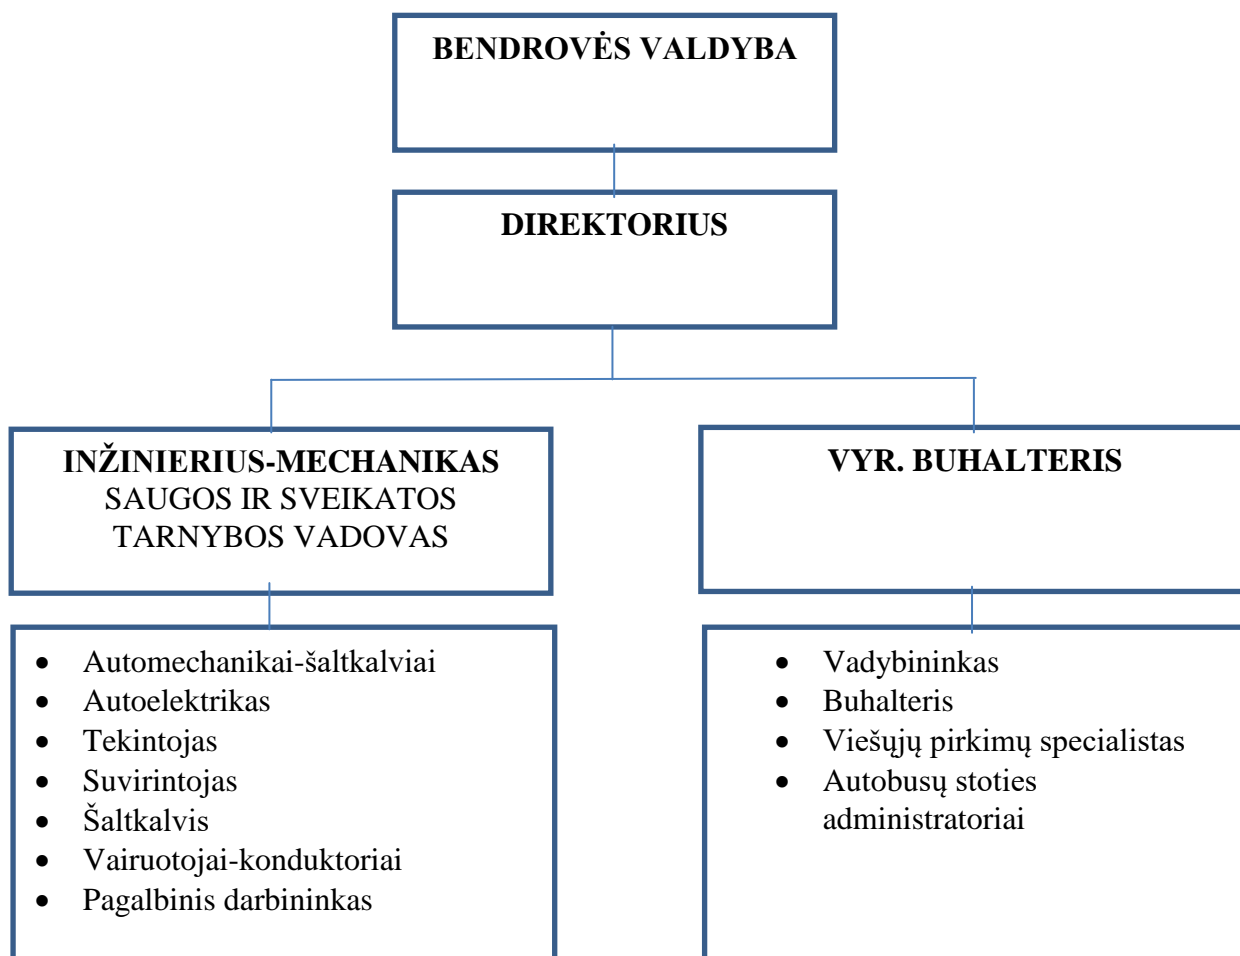 BENDROVĖS VALDYBA
DIREKTORIUS
INŽINIERIUS-MECHANIKAS
SAUGOS IR SVEIKATOS
TARNYBOS VADOVAS
VYR. BUHALTERIS
• Automechanikai-šaltkalviai
• Autoelektrikas
• Tekintojas
• Suvirintojas
• Šaltkalvis
• Vairuotojai-konduktoriai
• Pagalbinis darbininkas
• Vadybininkas
• Buhalteris
• Viešųjų pirkimų specialistas
• Autobusų stoties
administratoriai